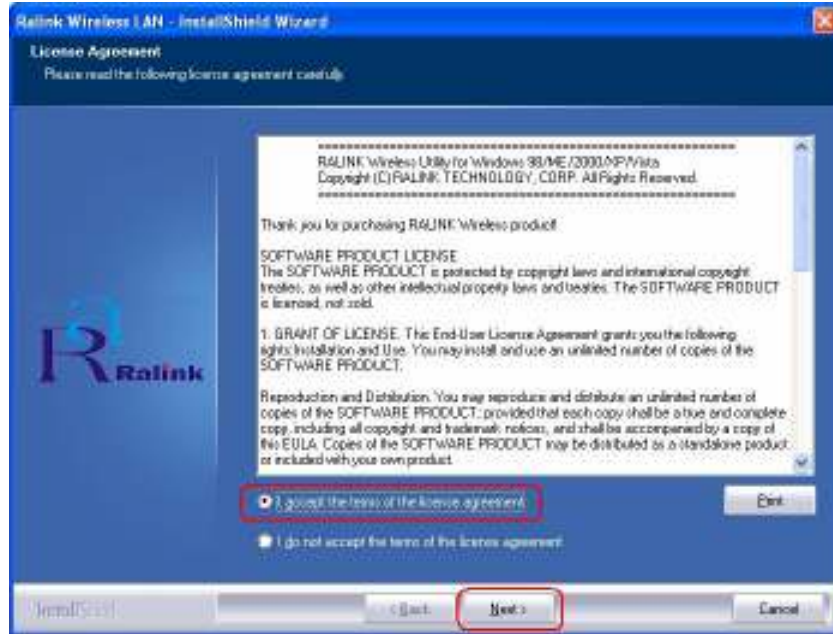 Ralink Wireless LAN - InstallShield Wizard
License Agreement
Please read the following license agreement carefully.
RALINK Wireless Utility for Windows 98/ME/2000/XP/Vista
Copyright (C) RALINK TECHNOLOGY, CORP. All Rights Reserved.
Thank you for purchasing RALINK Wireless product!
SOFTWARE PRODUCT LICENSE
The SOFTWARE PRODUCT is protected by copyright laws and international copyright
treaties, as well as other intellectual property laws and treaties. The SOFTWARE PRODUCT
is licensed, not sold.
1. GRANT OF LICENSE. This End-User License Agreement grants you the following
rights: Installation and Use. You may install and use an unlimited number of copies of the
SOFTWARE PRODUCT.
Reproduction and Distribution. You may reproduce and distribute an unlimited number of
copies of the SOFTWARE PRODUCT; provided that each copy shall be a true and complete
copy, including all copyright and trademark notices, and shall be accompanied by a copy of
this EULA. Copies of the SOFTWARE PRODUCT may be distributed as a standalone product
or included with your own product.
Ralink
I accept the terms of the license agreement
Print
I do not accept the terms of the license agreement
InstallShield
< Back
Next >
Cancel